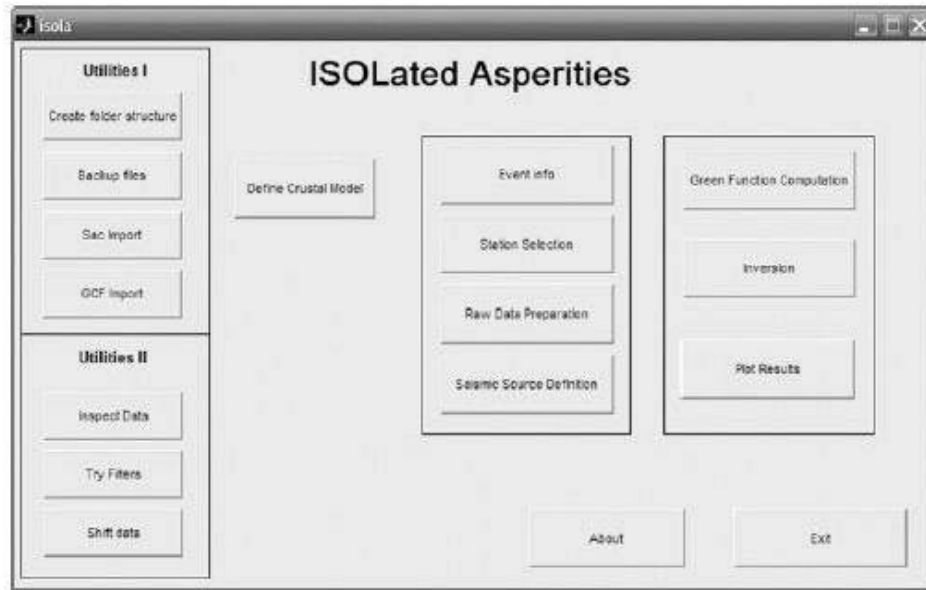 isola
Utilities I
Create folder structure
Backup files
Sac Import
GCF Import
Utilities II
Inspect Data
Try Filters
Shift data
ISOLated Asperities
Define Crustal Model
Event info
Station Selection
Raw Data Preparation
Seismic Source Definition
Green Function Computation
Inversion
Plot Results
About
Exit